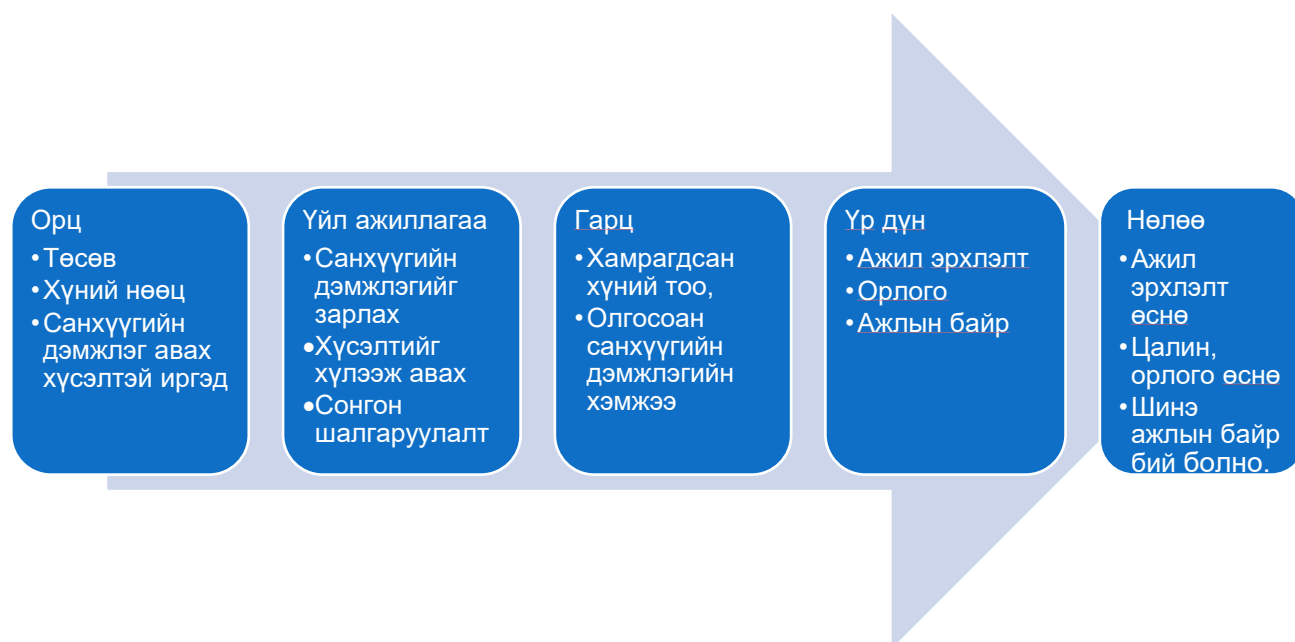 Орц
•Төсөв
•Хүний нөөц
•Санхүүгийн
дэмжлэг авах
хүсэлтэй иргэд
Үйл ажиллагаа
•Санхүүгийн
дэмжлэгийг
зарлах
•Хүсэлтийг
хүлээж авах
•Сонгон
шалгаруулалт
Гарц
•Хамрагдсан
хүний тоо,
•Олгосоан
санхүүгийн
дэмжлэгийн
хэмжээ
Үр дүн
•Ажил эрхлэлт
•Орлого
•Ажлын байр
Нөлөө
•Ажил
эрхлэлт
өснө
•Цалин,
орлого өснө
•Шинэ
ажлын байр
бий болно.